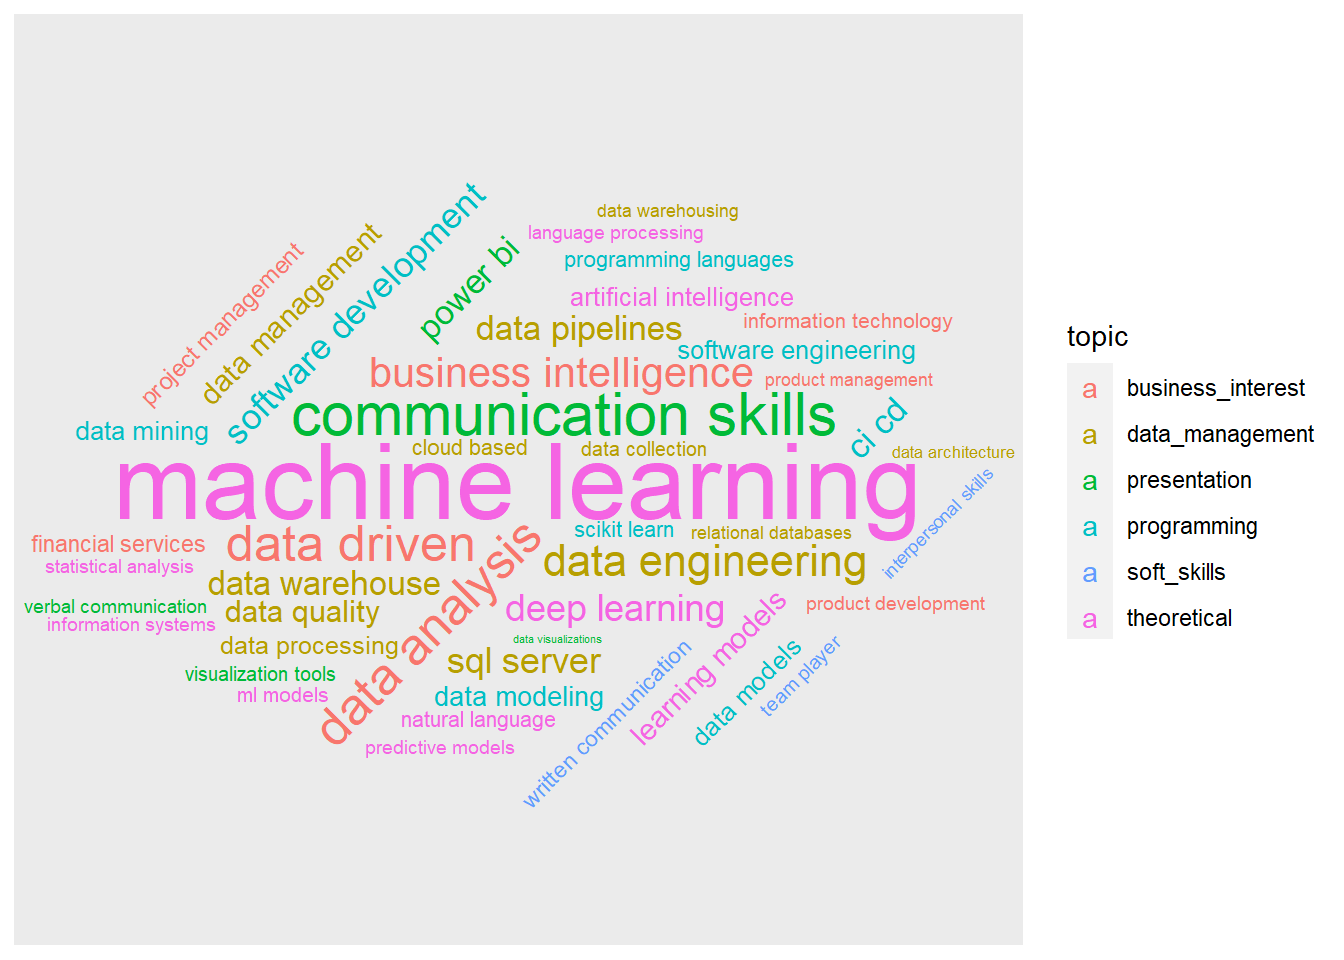 data warehousing
language processing
programming languages
software development
power bi
data management
project management
artificial intelligence
data pipelines
information technology
software engineering
business intelligence
product management
communication skills
ci cd
data mining
cloud based
data collection
data architecture
machine learning
interpersonal skills
scikit learn
relational databases
financial services
data driven
data engineering
statistical analysis
data analysis
data warehouse
verbal communication
data quality
deep learning
product development
information systems
data visualizations
data processing
sql server
visualization tools
learning models
data models
team player
written communication
ml models
data modeling
natural language
predictive models
topic
a business_interest
a data_management
a presentation
a programming
a soft_skills
a theoretical